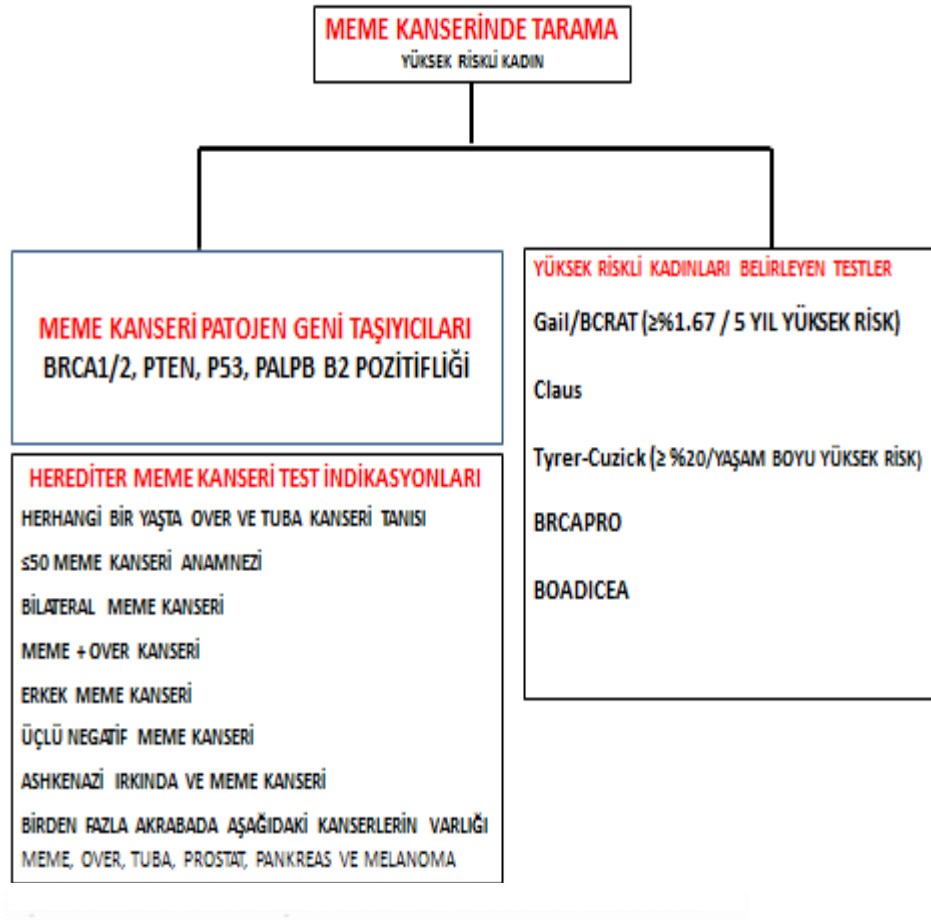 MEME KANSERİNDE TARAMA
YÜKSEK RİSKLİ KADIN
MEME KANSERİ PATOJEN GENİ TAŞIYICILARI
BRCA1/2, PTEN, P53, PALPB B2 POZİTİFLİĞİ
HEREDİTER MEME KANSERİ TEST İNDİKASYONLARI
HERHANGİ BİR YAŞTA OVER VE TUBA KANSERİ TANISI
≤50 MEME KANSERİ ANAMNEZİ
BİLATERAL MEME KANSERİ
MEME + OVER KANSERİ
ERKEK MEME KANSERİ
ÜÇLÜ NEGATİF MEME KANSERİ
ASHKENAZİ IRKINDA VE MEME KANSERİ
BİRDEN FAZLA AKRABADA AŞAĞIDAKİ KANSERLERİN VARLIĞI
MEME, OVER, TUBA, PROSTAT, PANKREAS VE MELANOMA
YÜKSEK RİSKLİ KADINLARI BELİRLEYEN TESTLER
Gail/BCRAT (≥%1.67 / 5 YIL YÜKSEK RİSK)
Claus
Tyrer-Cuzick (≥ %20/YAŞAM BOYU YÜKSEK RİSK)
BRCAPRO
BOADICEA